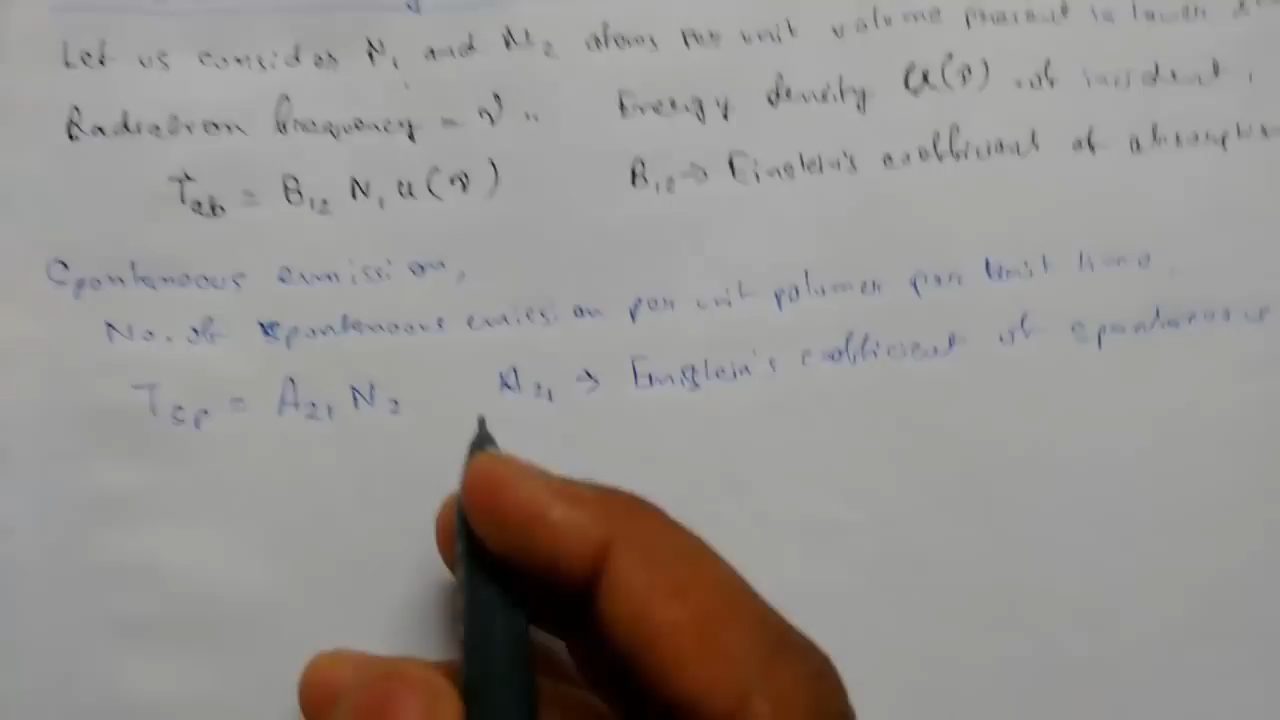 Let us consider N₁ and N₂ atoms per unit volume present in lower
Radiation frequency = ν .. Energy density u(ν) of incident
T_ab = B₁₂ N₁ u(ν) B₁₂ → Einstein's coefficient of absorption
Spontaneous emission,
No. of spontaneous emission per unit volumer per unit time
T_sp = A₂₁ N₂ A₂₁ → Einstein's coefficient of spontaneous